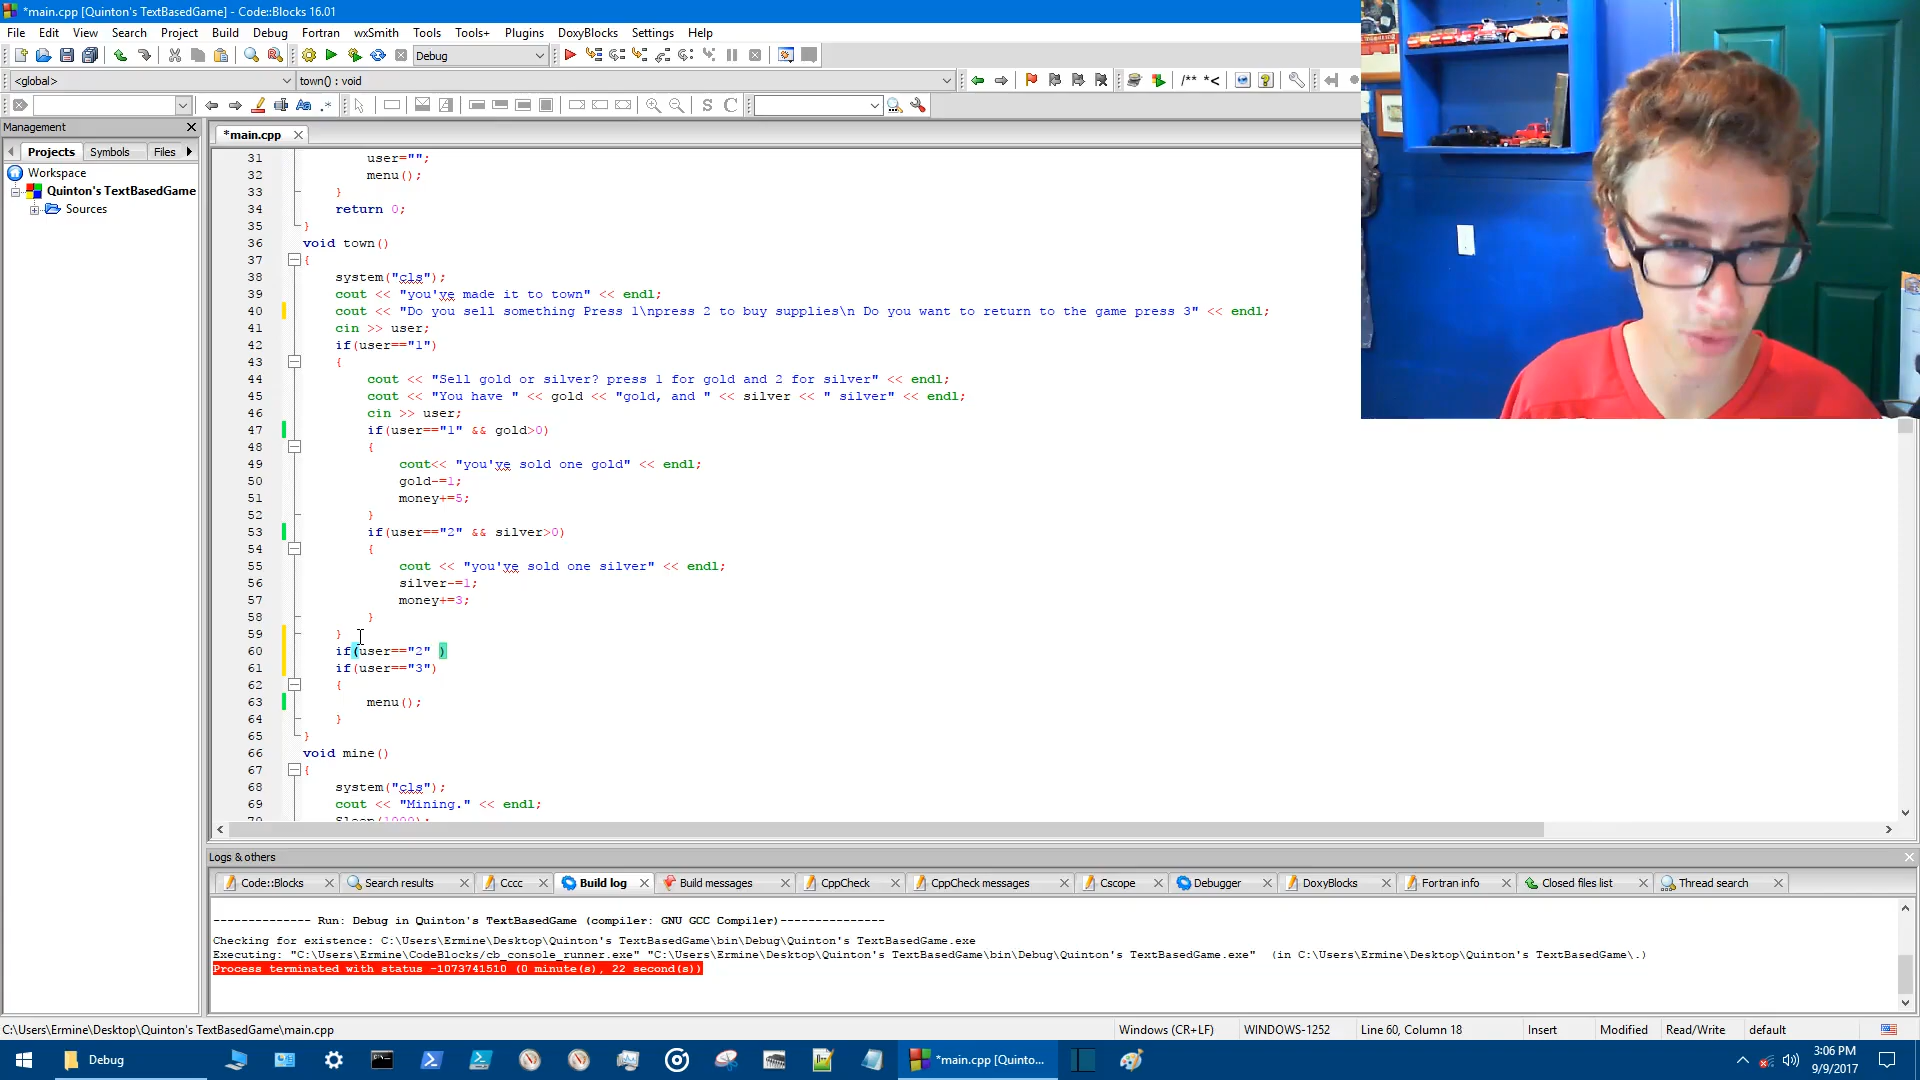 *main.cpp [Quinton's TextBasedGame] - Code::Blocks 16.01
File Edit View Search Project Build Debug Fortran wxSmith Tools Tools+ Plugins DoxyBlocks Settings Help
Debug
<global> town() : void /** *<
Management
*main.cpp
Projects Symbols Files
Workspace
Quinton's TextBasedGame
Sources
31 user="";
32 menu();
33 }
34 return 0;
35 }
36 void town()
37 {
38 system("cls");
39 cout << "you've made it to town" << endl;
40 cout << "Do you sell something Press 1\npress 2 to buy supplies\n Do you want to return to the game press 3" << endl;
41 cin >> user;
42 if(user=="1")
43 {
44 cout << "Sell gold or silver? press 1 for gold and 2 for silver" << endl;
45 cout << "You have " << gold << "gold, and " << silver << " silver" << endl;
46 cin >> user;
47 if(user=="1" && gold>0)
48 {
49 cout<< "you've sold one gold" << endl;
50 gold-=1;
51 money+=5;
52 }
53 if(user=="2" && silver>0)
54 {
55 cout << "you've sold one silver" << endl;
56 silver-=1;
57 money+=3;
58 }
59 }
60 if(user=="2" )
61 if(user=="3")
62 {
63 menu();
64 }
65 }
66 void mine()
67 {
68 system("cls");
69 cout << "Mining." << endl;
70 Sleep(1000);
Logs & others
Code::Blocks Search results Cccc Build log Build messages CppCheck CppCheck messages Cscope Debugger DoxyBlocks Fortran info Closed files list Thread search
-------------- Run: Debug in Quinton's TextBasedGame (compiler: GNU GCC Compiler)---------------
Checking for existence: C:\Users\Ermine\Desktop\Quinton's TextBasedGame\bin\Debug\Quinton's TextBasedGame.exe
Executing: "C:\Users\Ermine\CodeBlocks/cb_console_runner.exe" "C:\Users\Ermine\Desktop\Quinton's TextBasedGame\bin\Debug\Quinton's TextBasedGame.exe" (in C:\Users\Ermine\Desktop\Quinton's TextBasedGame\.)
Process terminated with status -1073741510 (0 minute(s), 22 second(s))
C:\Users\Ermine\Desktop\Quinton's TextBasedGame\main.cpp Windows (CR+LF) WINDOWS-1252 Line 60, Column 18 Insert Modified Read/Write default
Debug *main.cpp [Quinto... 3:06 PM
9/9/2017